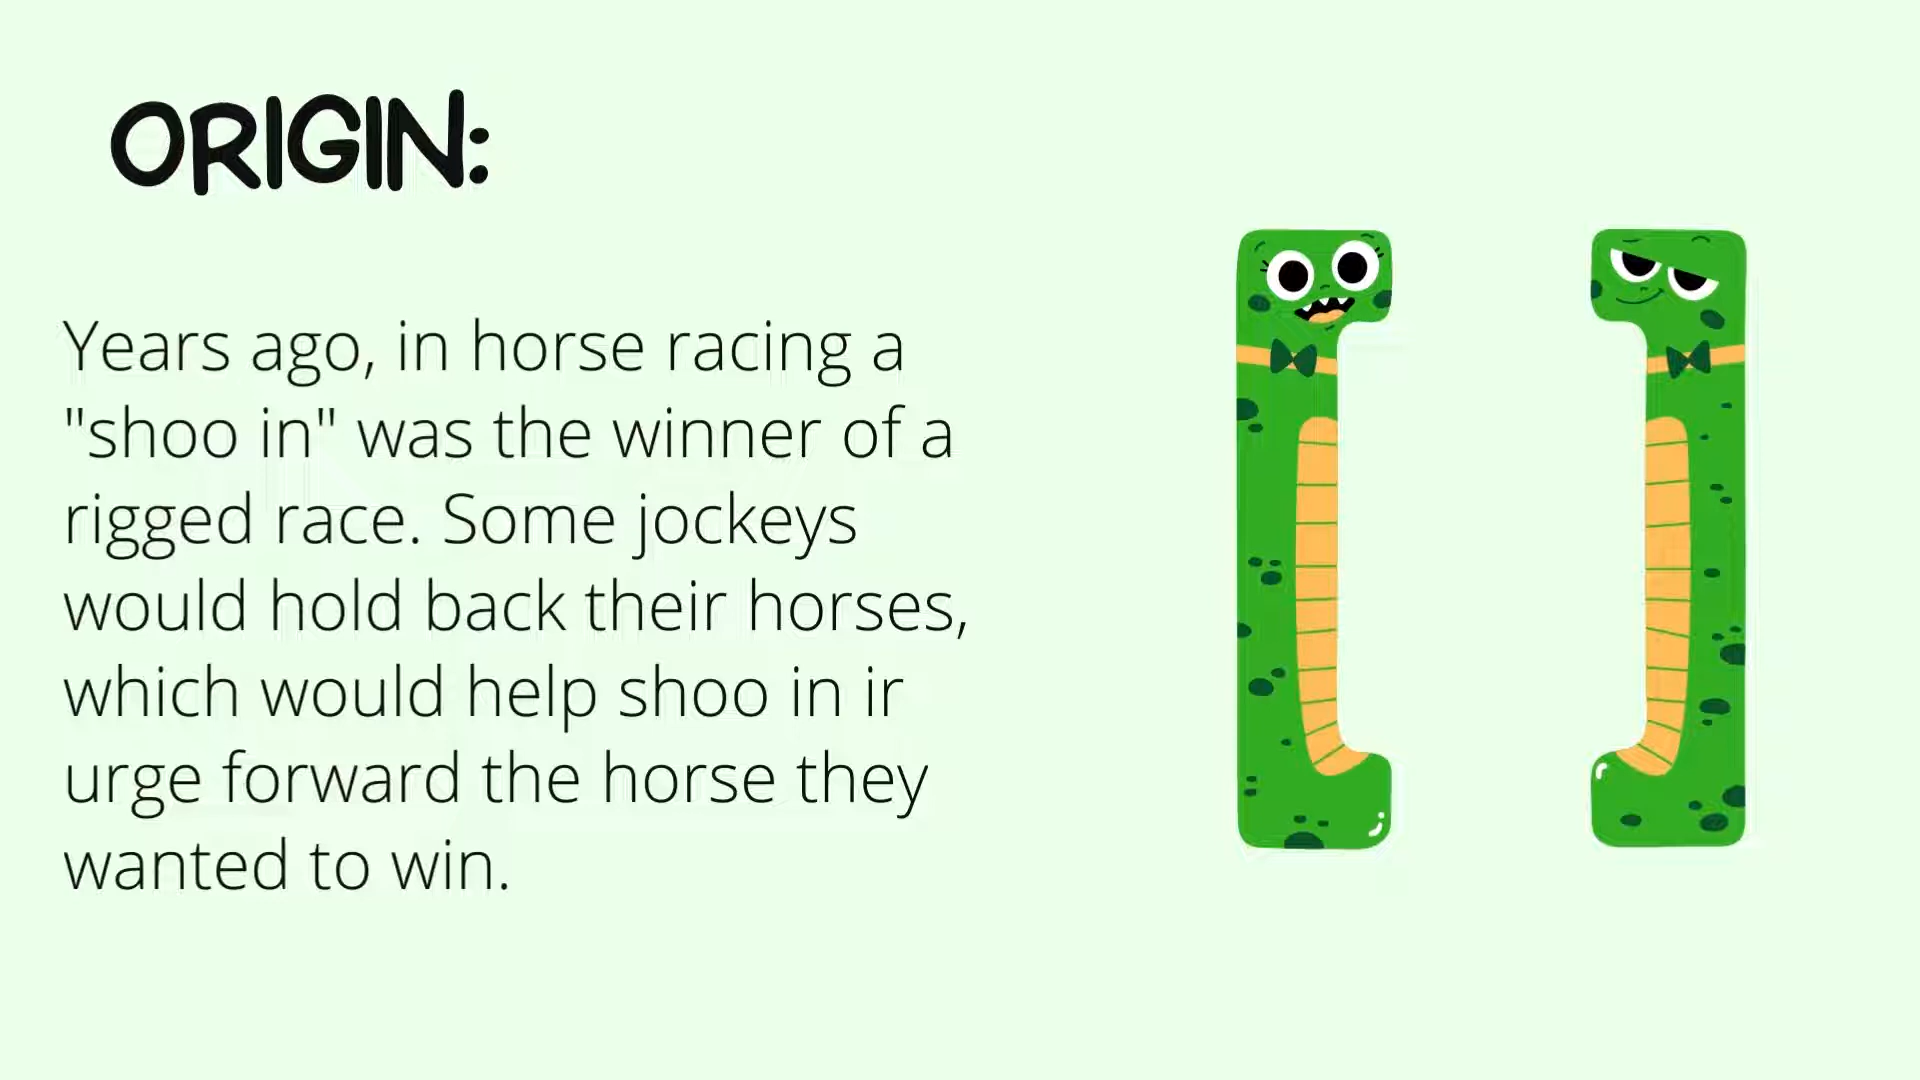 ORIGIN:
Years ago, in horse racing a
"shoo in" was the winner of a
rigged race. Some jockeys
would hold back their horses,
which would help shoo in ir
urge forward the horse they
wanted to win.